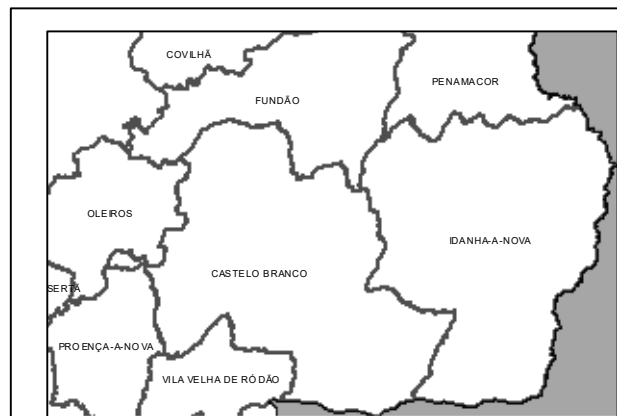 COVILHÃ
PENAMACOR
FUNDÃO
OLEIROS
IDANHA-A-NOVA
CASTELO BRANCO
SERTÃ
PROENÇA-A-NOVA
VILA VELHA DE RÓDÃO